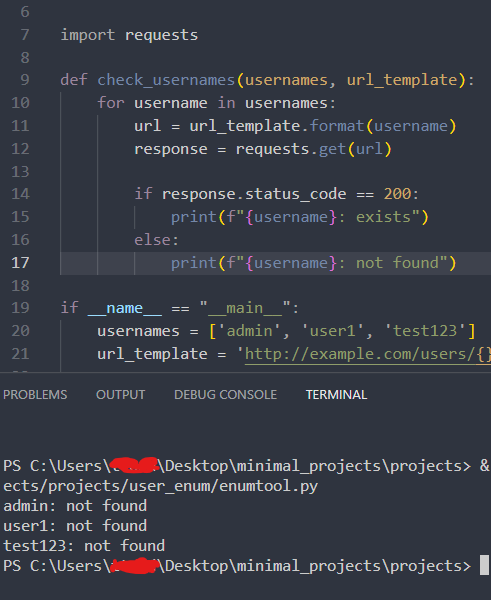 6
7 import requests
8
9 def check_usernames(usernames, url_template):
10 for username in usernames:
11 url = url_template.format(username)
12 response = requests.get(url)
13
14 if response.status_code == 200:
15 print(f"{username}: exists")
16 else:
17 print(f"{username}: not found")
18
19 if __name__ == "__main__":
20 usernames = ['admin', 'user1', 'test123']
21 url_template = 'http://example.com/users/{}
PROBLEMS OUTPUT DEBUG CONSOLE TERMINAL
PS C:\Users\ \Desktop\minimal_projects\projects> &
ects/projects/user_enum/enumtool.py
admin: not found
user1: not found
test123: not found
PS C:\Users\ \Desktop\minimal_projects\projects>